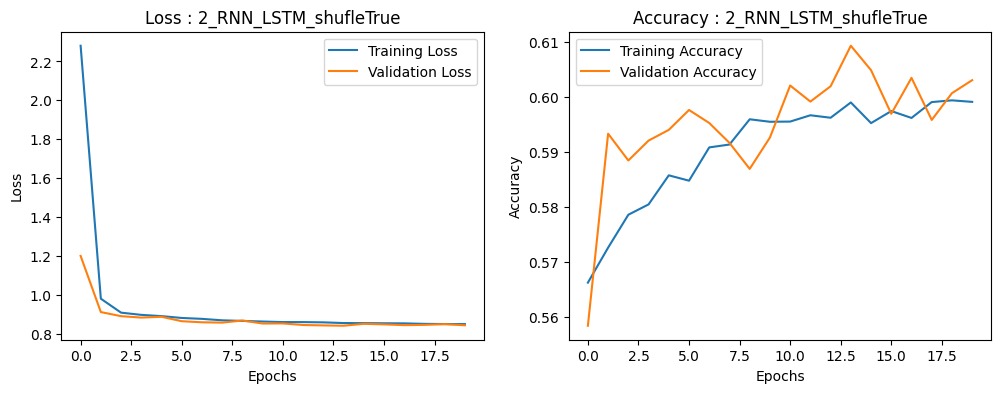 Loss : 2_RNN_LSTM_shufleTrue
Training Loss
Validation Loss
2.2
2.0
1.8
1.6
1.4
1.2
1.0
0.8
Loss
0.0 2.5 5.0 7.5 10.0 12.5 15.0 17.5
Epochs
Accuracy : 2_RNN_LSTM_shufleTrue
Training Accuracy
Validation Accuracy
0.61
0.60
0.59
0.58
0.57
0.56
Accuracy
0.0 2.5 5.0 7.5 10.0 12.5 15.0 17.5
Epochs